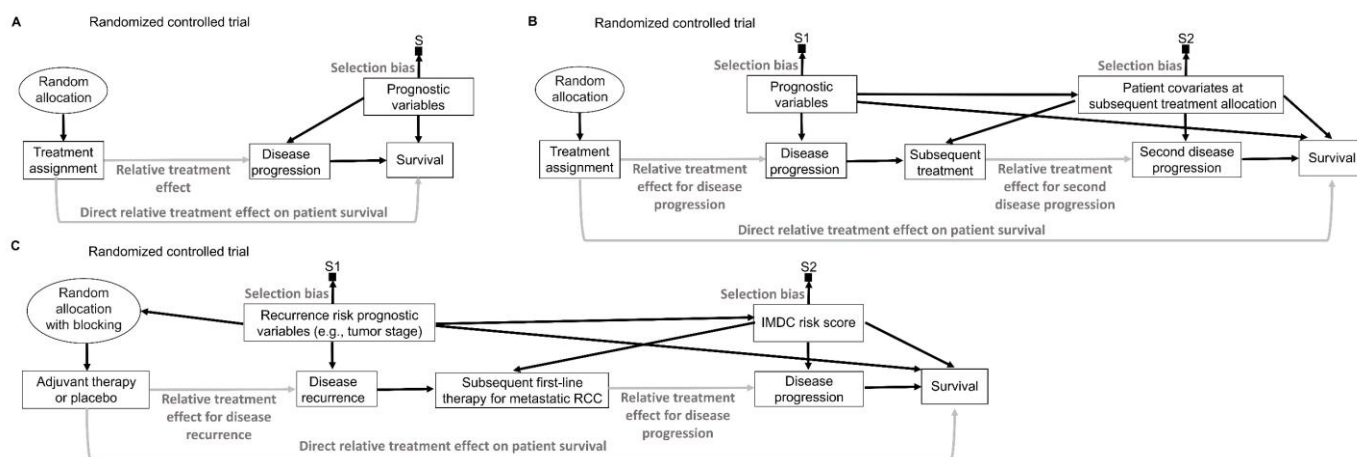 A
Randomized controlled trial
S
Selection bias
Random
allocation
Prognostic
variables
Treatment
assignment
Relative treatment
effect
Disease
progression
Survival
Direct relative treatment effect on patient survival
B
Randomized controlled trial
S1
S2
Selection bias
Selection bias
Random
allocation
Prognostic
variables
Patient covariates at
subsequent treatment allocation
Treatment
assignment
Relative treatment
effect for disease
progression
Disease
progression
Subsequent
treatment
Relative treatment
effect for second
disease progression
Second disease
progression
Survival
Direct relative treatment effect on patient survival
C
Randomized controlled trial
S1
S2
Selection bias
Selection bias
Random
allocation
with blocking
Recurrence risk prognostic
variables (e.g., tumor stage)
IMDC risk score
Adjuvant therapy
or placebo
Relative treatment
effect for disease
recurrence
Disease
recurrence
Subsequent first-line
therapy for metastatic RCC
Relative treatment
effect for disease
progression
Disease
progression
Survival
Direct relative treatment effect on patient survival